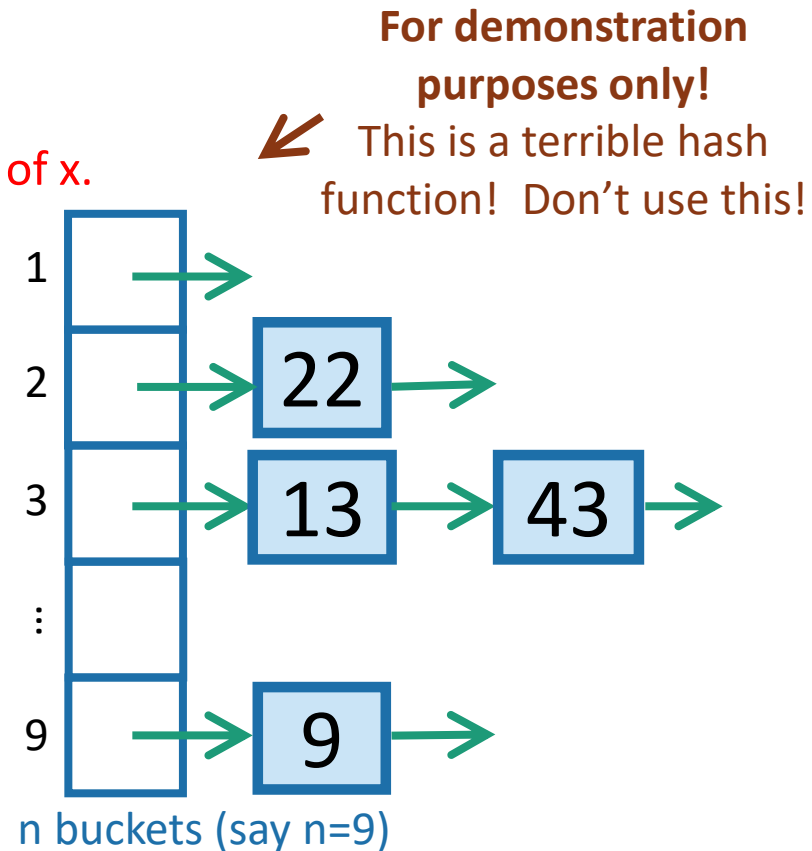 For demonstration
purposes only!
This is a terrible hash
function! Don’t use this!
of x.
1
2
22
3
13
43
⋮
9
9
n buckets (say n=9)